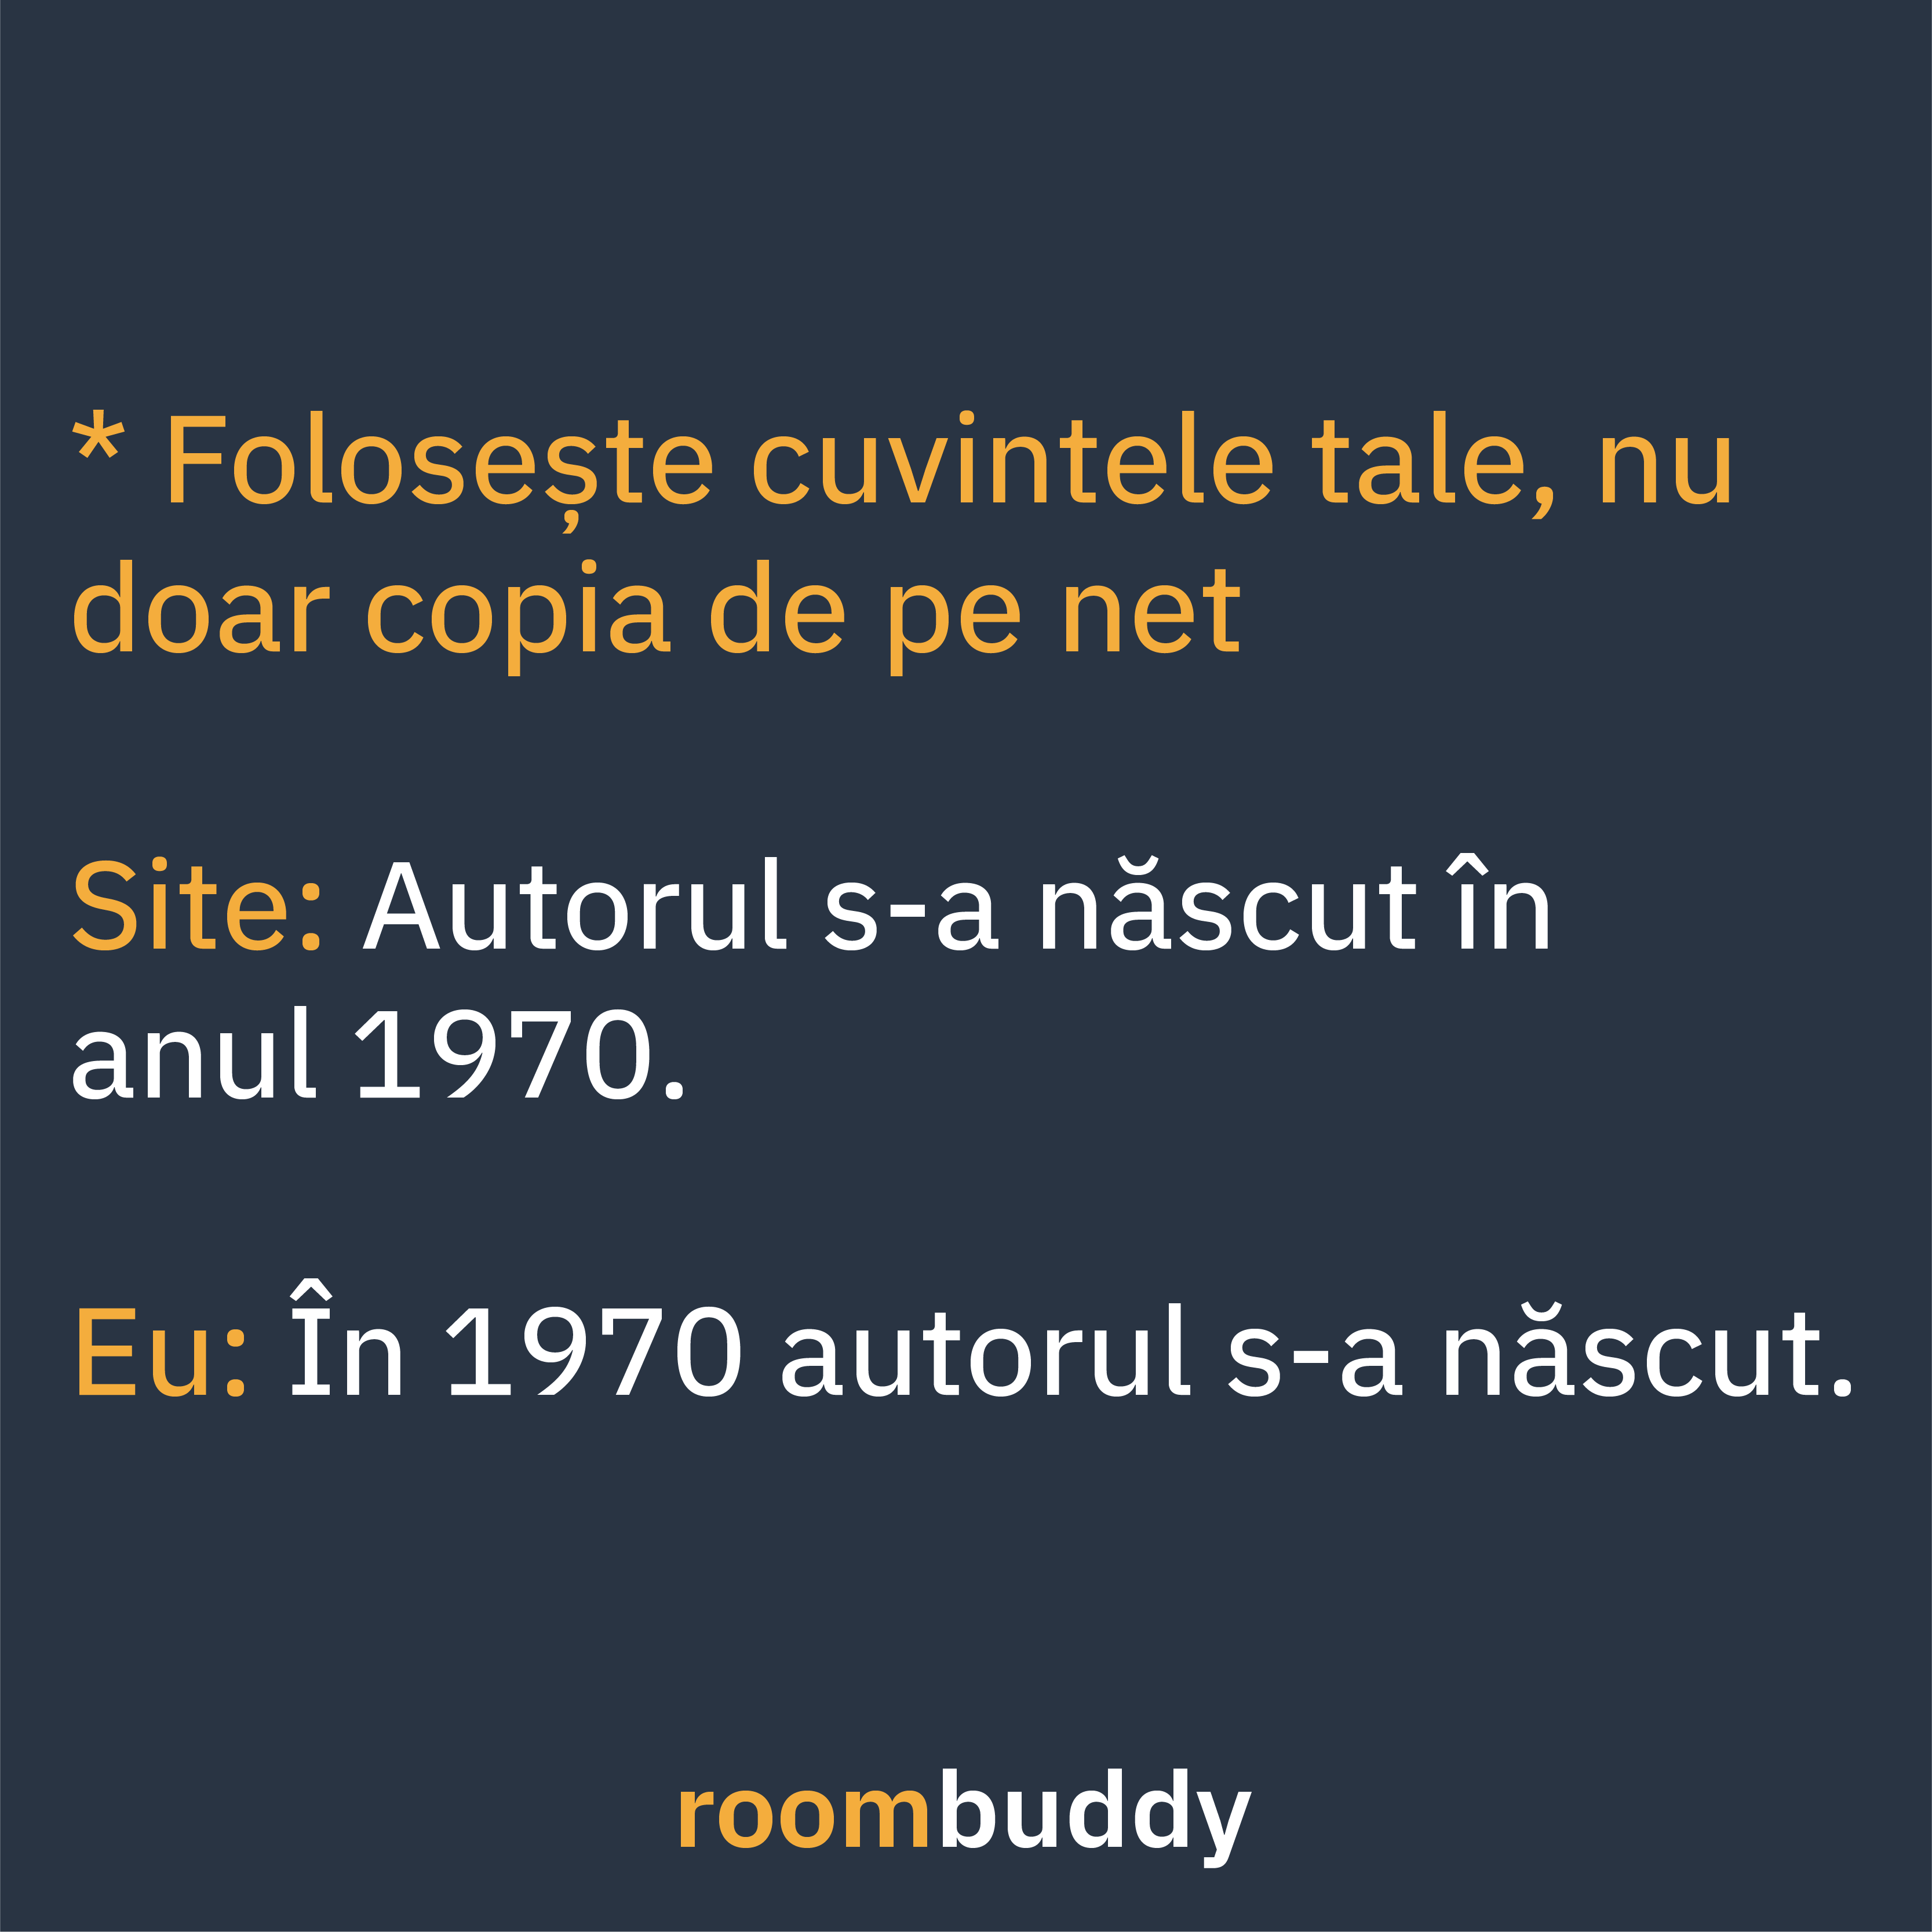 * Folosește cuvintele tale, nu
doar copia de pe net
Site: Autorul s-a născut în
anul 1970.
Eu: În 1970 autorul s-a născut.
roombuddy